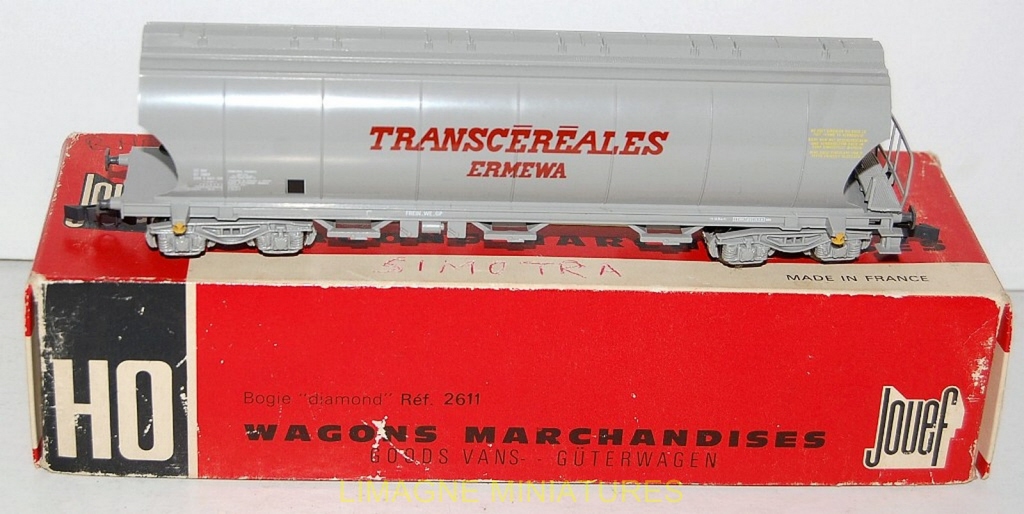 TRANSCÉRÉALES
ERMEWA
Jouef
SIMOTRA
MADE IN FRANCE
HO
Bogie "diamond" Réf. 2611
WAGONS MARCHANDISES
GOODS VANS - GÜTERWAGEN
Jouef
LIMAGNE MINIATURES